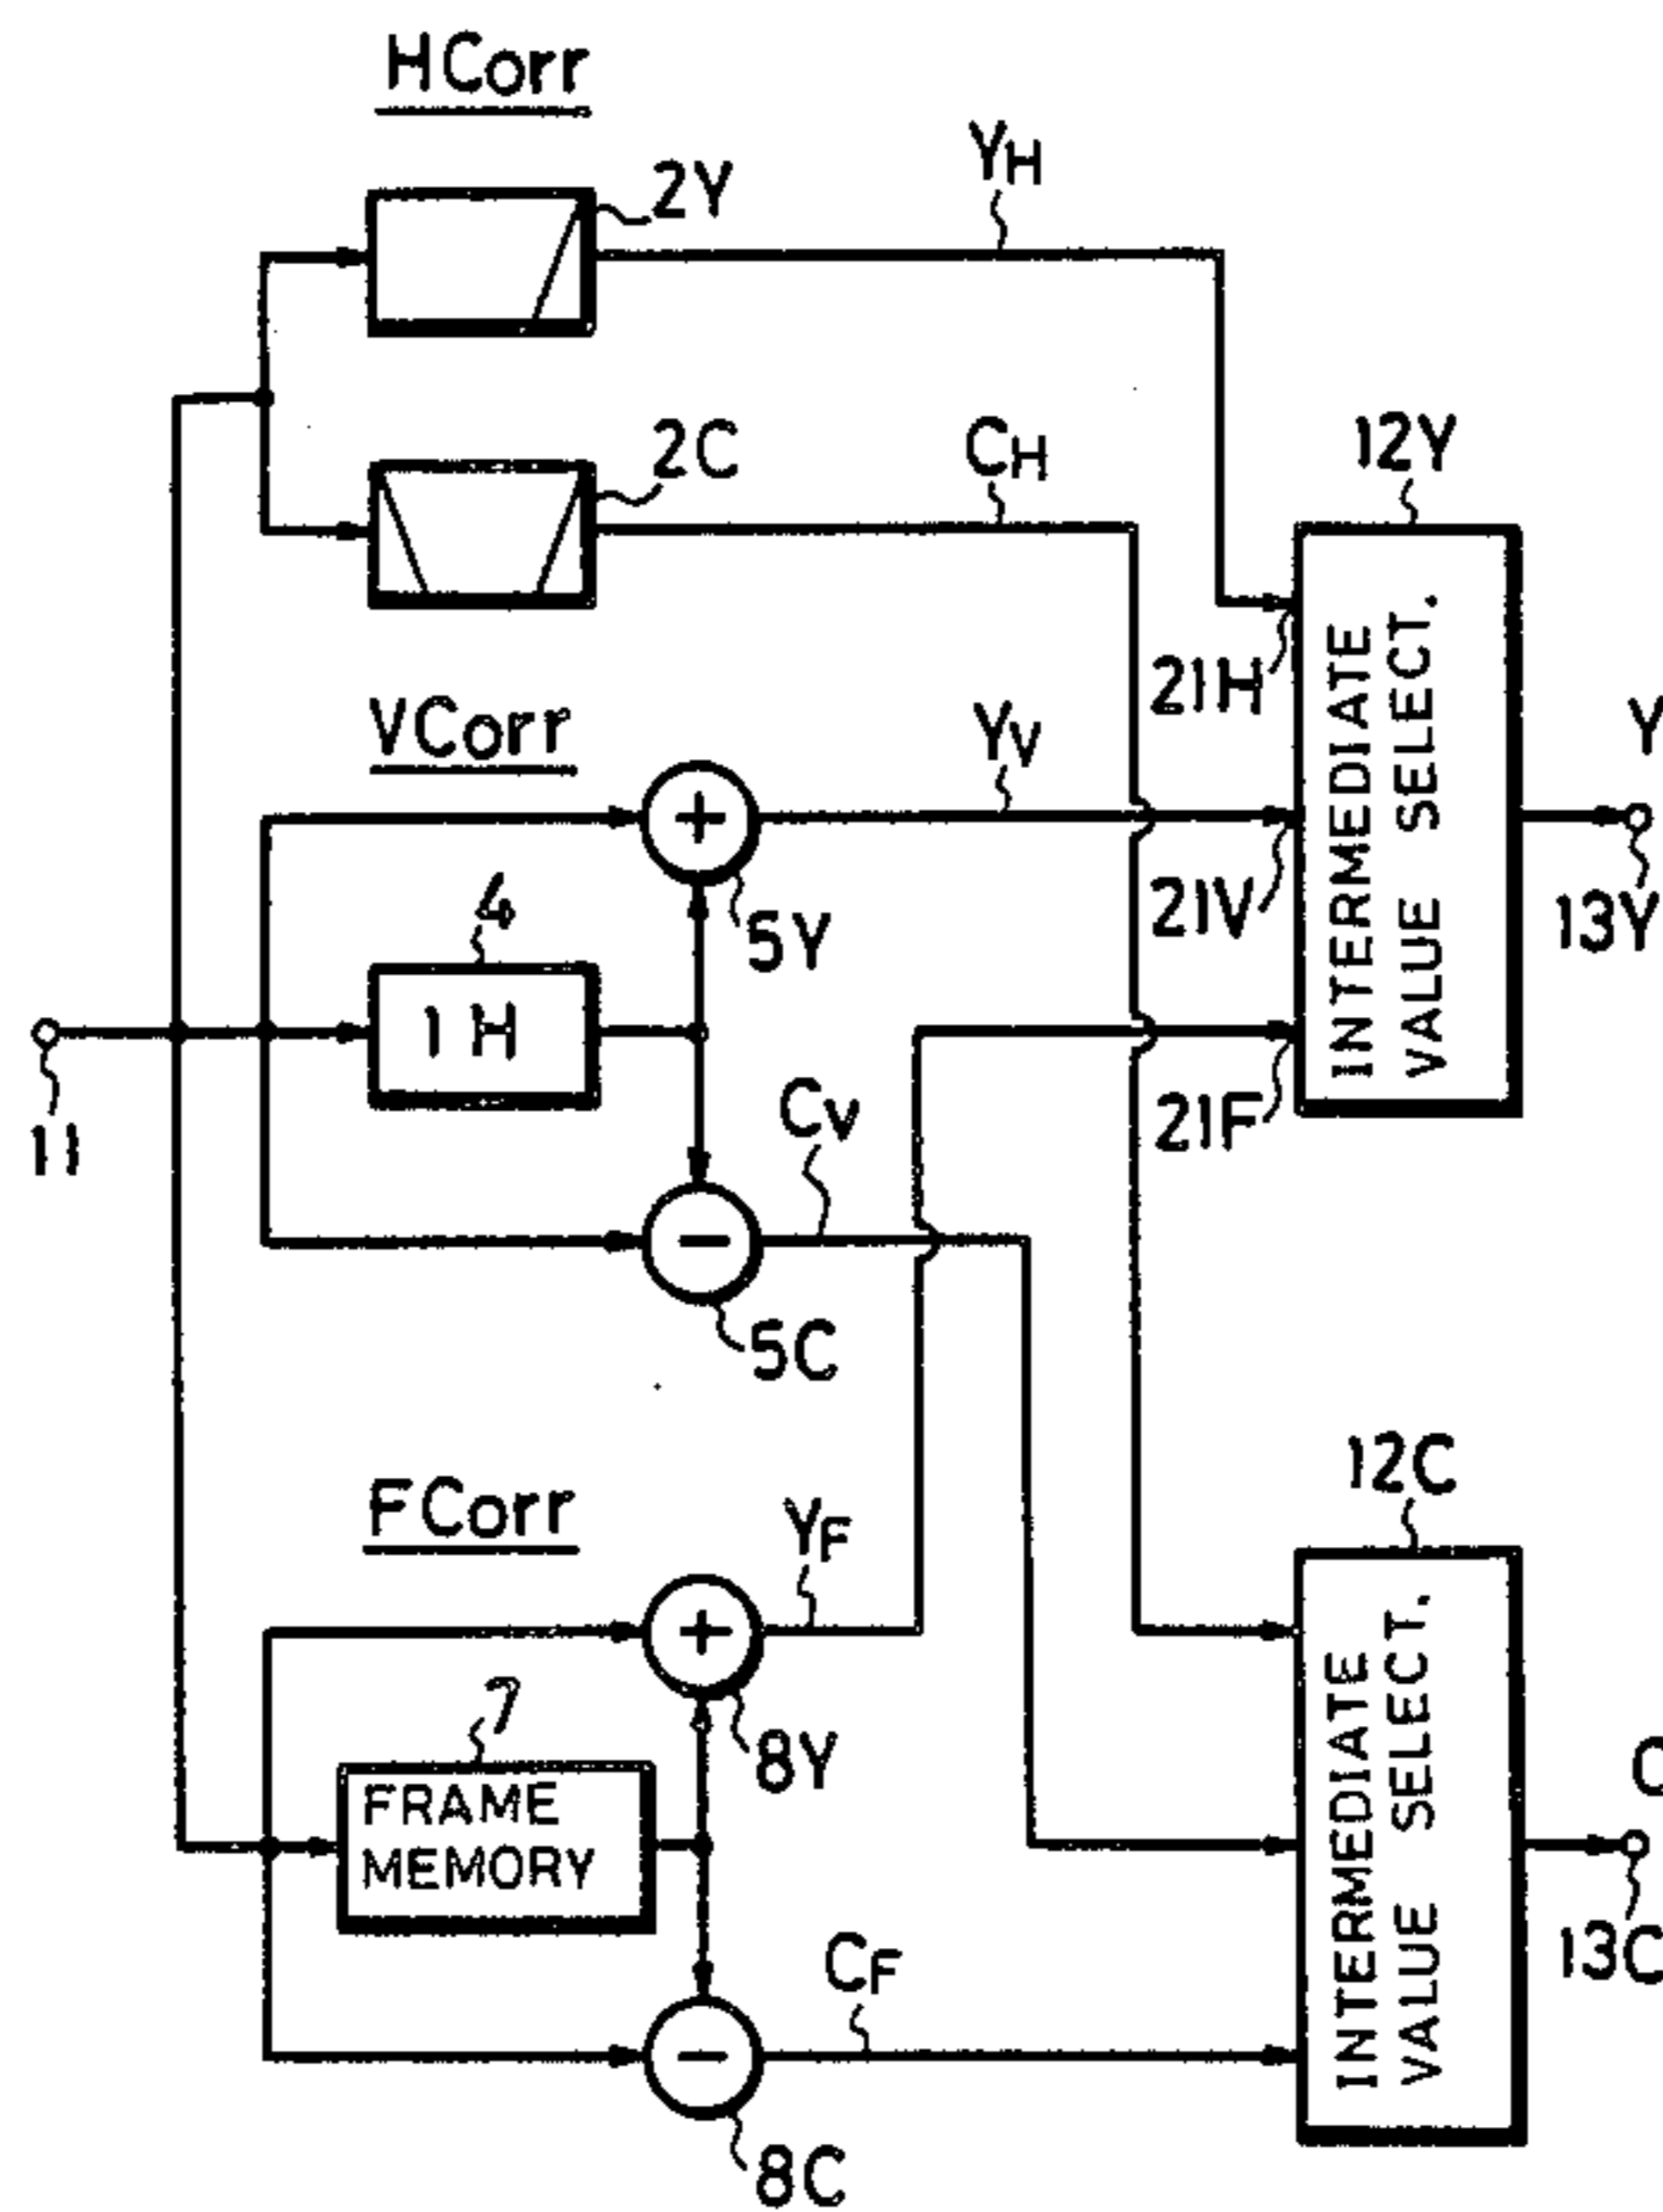 HCorr
2Y
YH
2C
CH
12Y
INTERMEDIATE
VALUE SELECT.
21H
Y
VCorr
YV
5Y
21V
13Y
4
1H
11
CV
21F
5C
12C
FCorr
YF
INTERMEDIATE
VALUE SELECT.
7
8Y
FRAME
MEMORY
C
CF
13C
8C